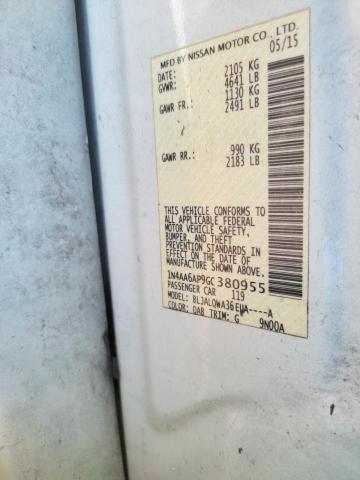 MFD BY NISSAN MOTOR CO., LTD.
DATE: 05/15
GVWR: 2105 KG
4641 LB
GAWR FR.: 1130 KG
2491 LB
GAWR RR.: 990 KG
2183 LB
THIS VEHICLE CONFORMS TO
ALL APPLICABLE FEDERAL
MOTOR VEHICLE SAFETY,
BUMPER, AND THEFT
PREVENTION STANDARDS IN
EFFECT ON THE DATE OF
MANUFACTURE SHOWN ABOVE.
1N4AA6AP9GC380955
PASSENGER CAR 119
MODEL: BLJALQWA36EUA----A
COLOR: QAB TRIM: G 9N00A